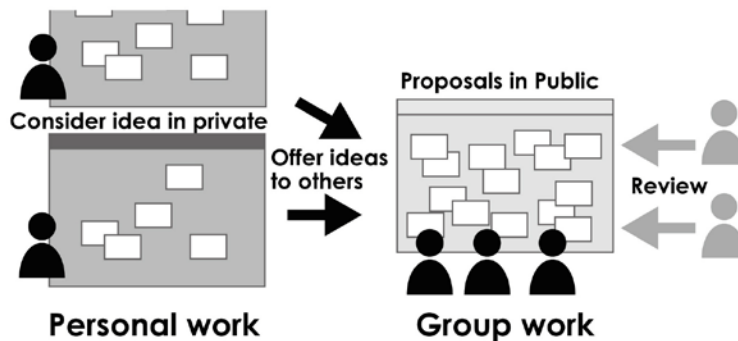 Consider idea in private
Offer ideas
to others
Personal work
Proposals in Public
Review
Group work